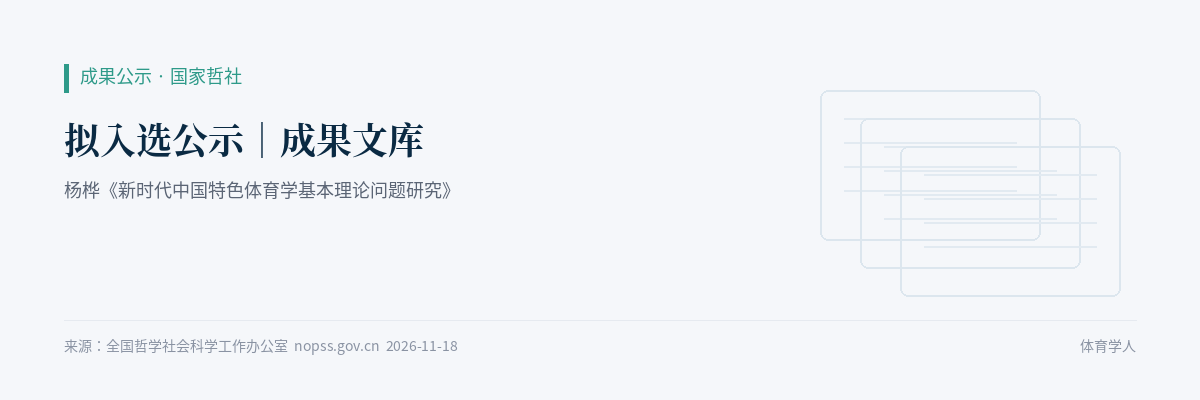 成果公示 · 国家哲社
拟入选公示｜成果文库
杨桦《新时代中国特色体育学基本理论问题研究》
来源：全国哲学社会科学工作办公室 nopss.gov.cn 2026-11-18
体育学人